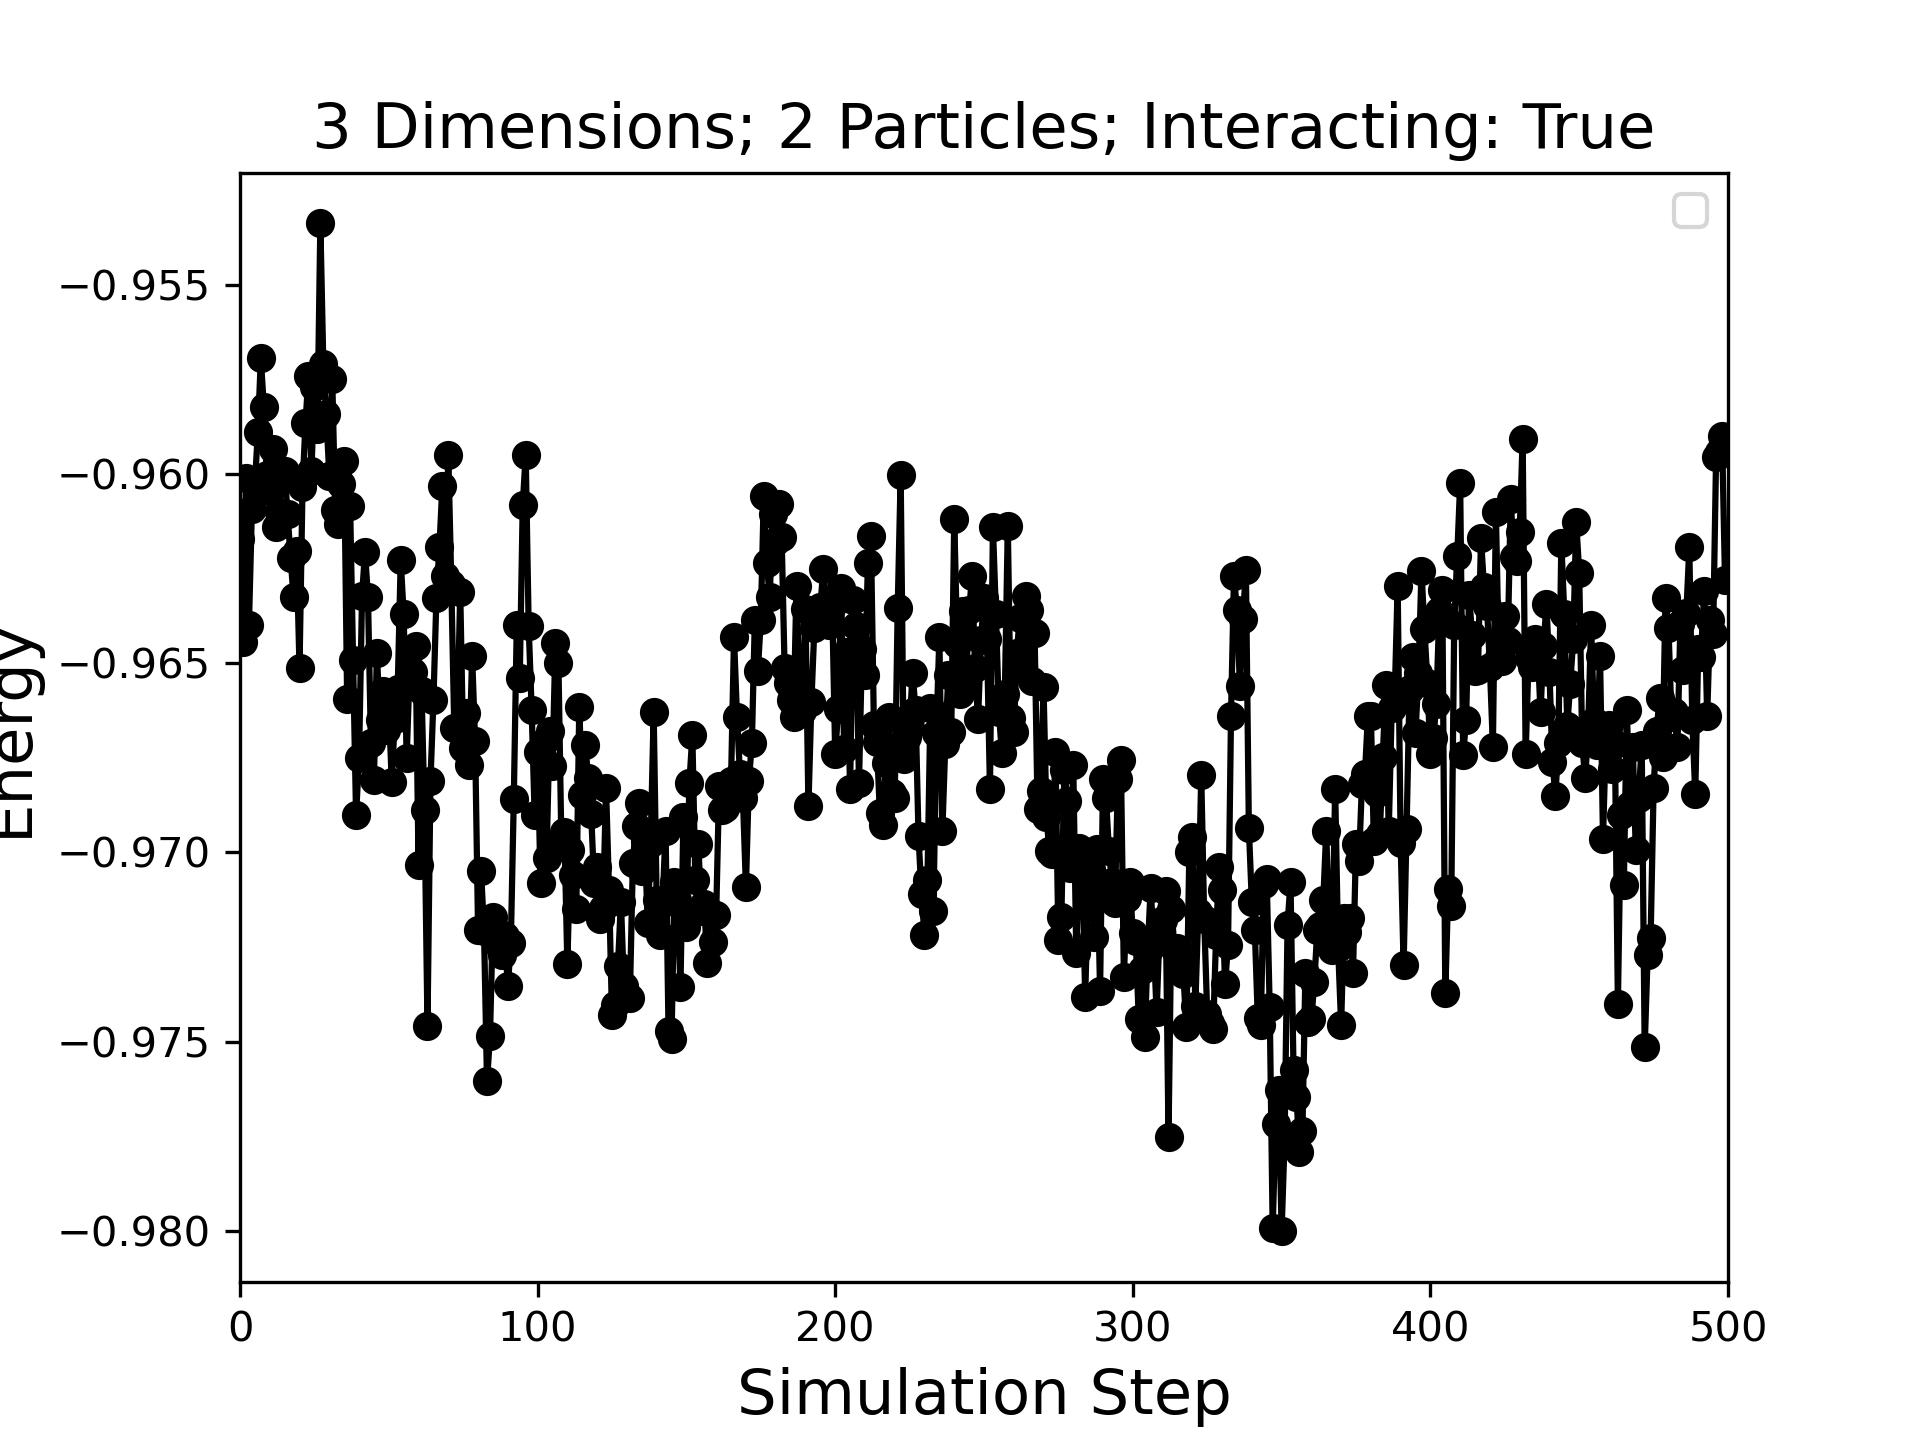 3 Dimensions; 2 Particles; Interacting: True
Energy
−0.955
−0.960
−0.965
−0.970
−0.975
−0.980
0 100 200 300 400 500
Simulation Step